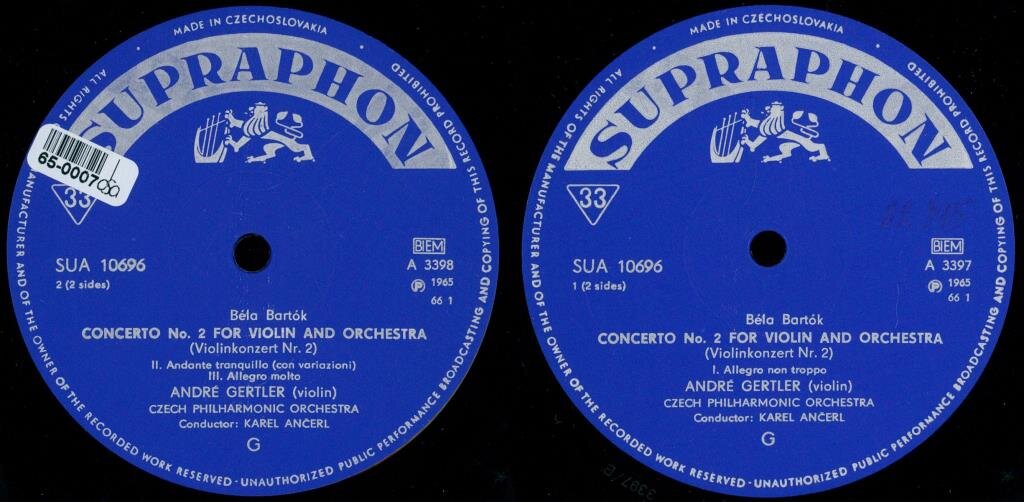 MADE IN CZECHOSLOVAKIA
ALL RIGHTS MANUFACTURER AND OF THE OWNER OF THE RECORDED WORK RESERVED - UNAUTHORIZED PUBLIC PERFORMANCE BROADCASTING AND COPYING OF THIS RECORD PROHIBITED
SUPRAPHON
65-0007
33
SUA 10696
2 (2 sides)
BIEM
A 3398
Ⓟ 1965
66 1
Béla Bartók
CONCERTO No. 2 FOR VIOLIN AND ORCHESTRA
(Violinkonzert Nr. 2)
II. Andante tranquillo (con variazioni)
III. Allegro molto
ANDRÉ GERTLER (violin)
CZECH PHILHARMONIC ORCHESTRA
Conductor: KAREL ANČERL
G
MADE IN CZECHOSLOVAKIA
ALL RIGHTS OF THE MANUFACTURER AND OF THE OWNER OF THE RECORDED WORK RESERVED - UNAUTHORIZED PUBLIC PERFORMANCE BROADCASTING AND COPYING OF THIS RECORD PROHIBITED
SUPRAPHON
33
SUA 10696
1 (2 sides)
BIEM
A 3397
Ⓟ 1965
66 1
Béla Bartók
CONCERTO No. 2 FOR VIOLIN AND ORCHESTRA
(Violinkonzert Nr. 2)
I. Allegro non troppo
ANDRÉ GERTLER (violin)
CZECH PHILHARMONIC ORCHESTRA
Conductor: KAREL ANČERL
G